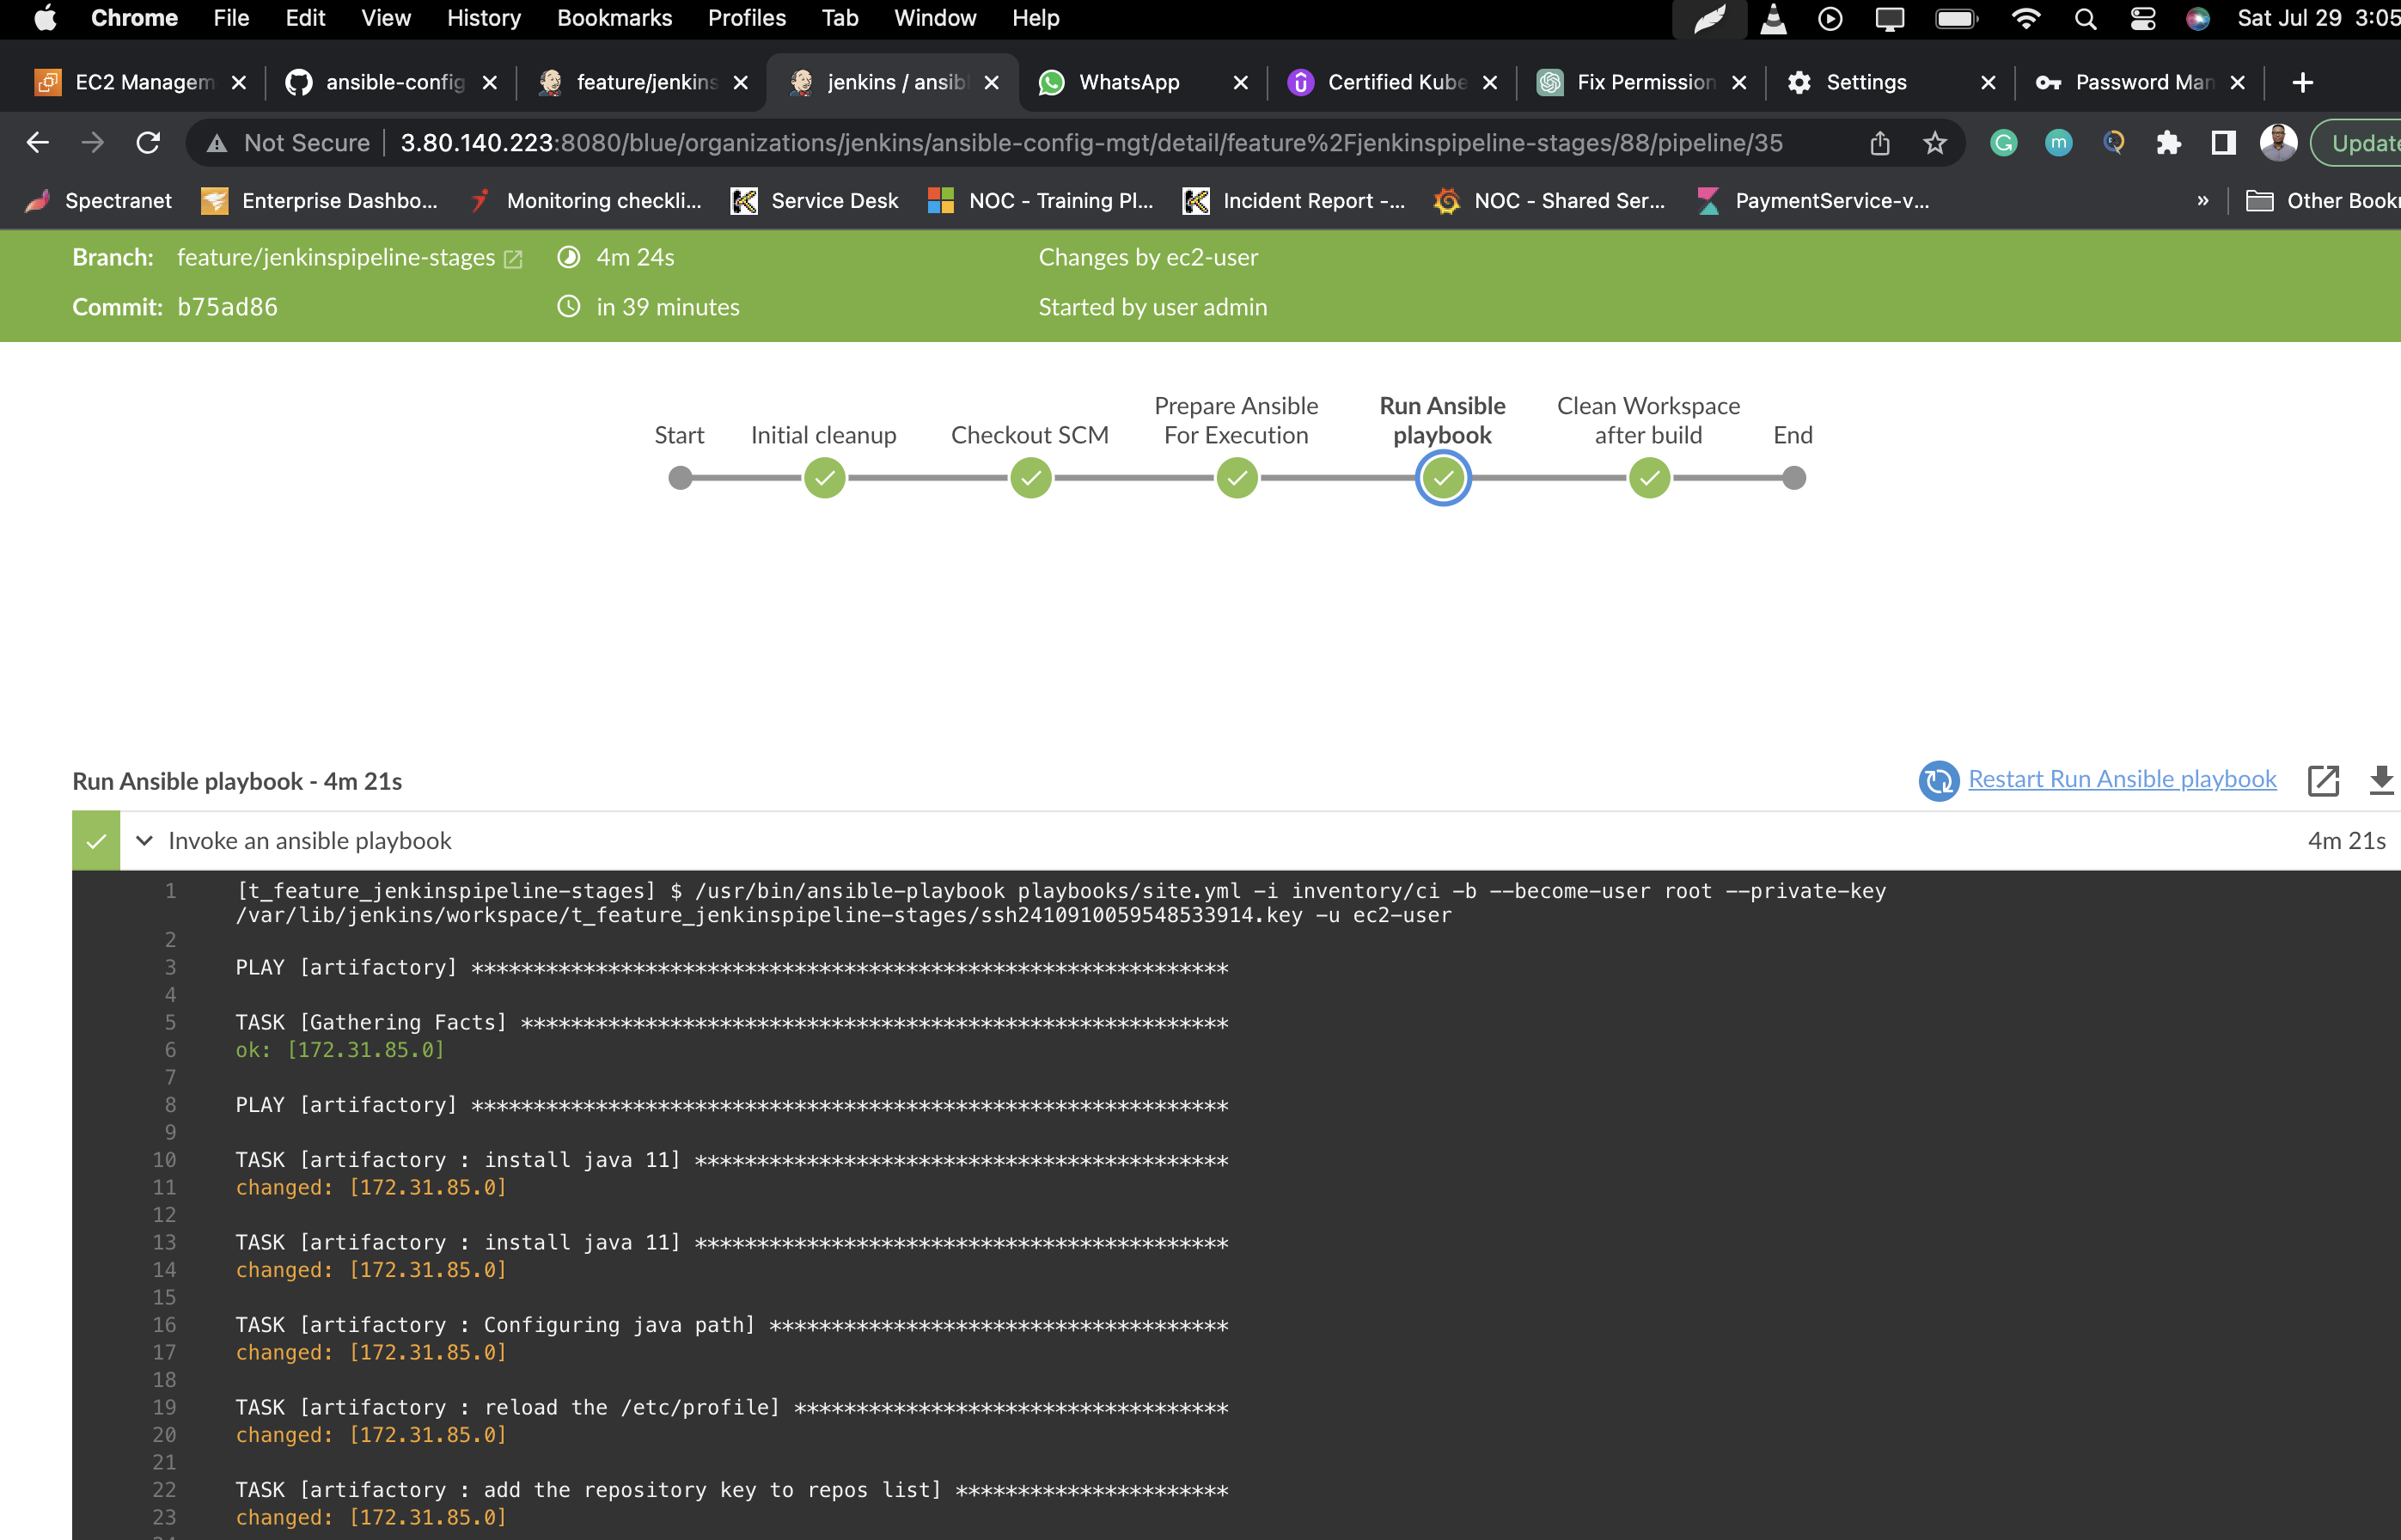 Chrome File Edit View History Bookmarks Profiles Tab Window Help Sat Jul 29 3:05
EC2 Managem ansible-config feature/jenkins jenkins / ansib WhatsApp Certified Kube Fix Permission Settings Password Man
Not Secure 3.80.140.223:8080/blue/organizations/jenkins/ansible-config-mgt/detail/feature%2Fjenkinspipeline-stages/88/pipeline/35 Update
Spectranet Enterprise Dashbo... Monitoring checkli... Service Desk NOC - Training Pl... Incident Report -... NOC - Shared Ser... PaymentService-v... » Other Book
Branch: feature/jenkinspipeline-stages 4m 24s Changes by ec2-user
Commit: b75ad86 in 39 minutes Started by user admin
Prepare Ansible Run Ansible Clean Workspace
Start Initial cleanup Checkout SCM For Execution playbook after build End
Run Ansible playbook - 4m 21s Restart Run Ansible playbook
Invoke an ansible playbook 4m 21s
1 [t_feature_jenkinspipeline-stages] $ /usr/bin/ansible-playbook playbooks/site.yml -i inventory/ci -b --become-user root --private-key
/var/lib/jenkins/workspace/t_feature_jenkinspipeline-stages/ssh2410910059548533914.key -u ec2-user
2
3 PLAY [artifactory] *************************************************************
4
5 TASK [Gathering Facts] *********************************************************
6 ok: [172.31.85.0]
7
8 PLAY [artifactory] *************************************************************
9
10 TASK [artifactory : install java 11] *******************************************
11 changed: [172.31.85.0]
12
13 TASK [artifactory : install java 11] *******************************************
14 changed: [172.31.85.0]
15
16 TASK [artifactory : Configuring java path] *************************************
17 changed: [172.31.85.0]
18
19 TASK [artifactory : reload the /etc/profile] ***********************************
20 changed: [172.31.85.0]
21
22 TASK [artifactory : add the repository key to repos list] **********************
23 changed: [172.31.85.0]